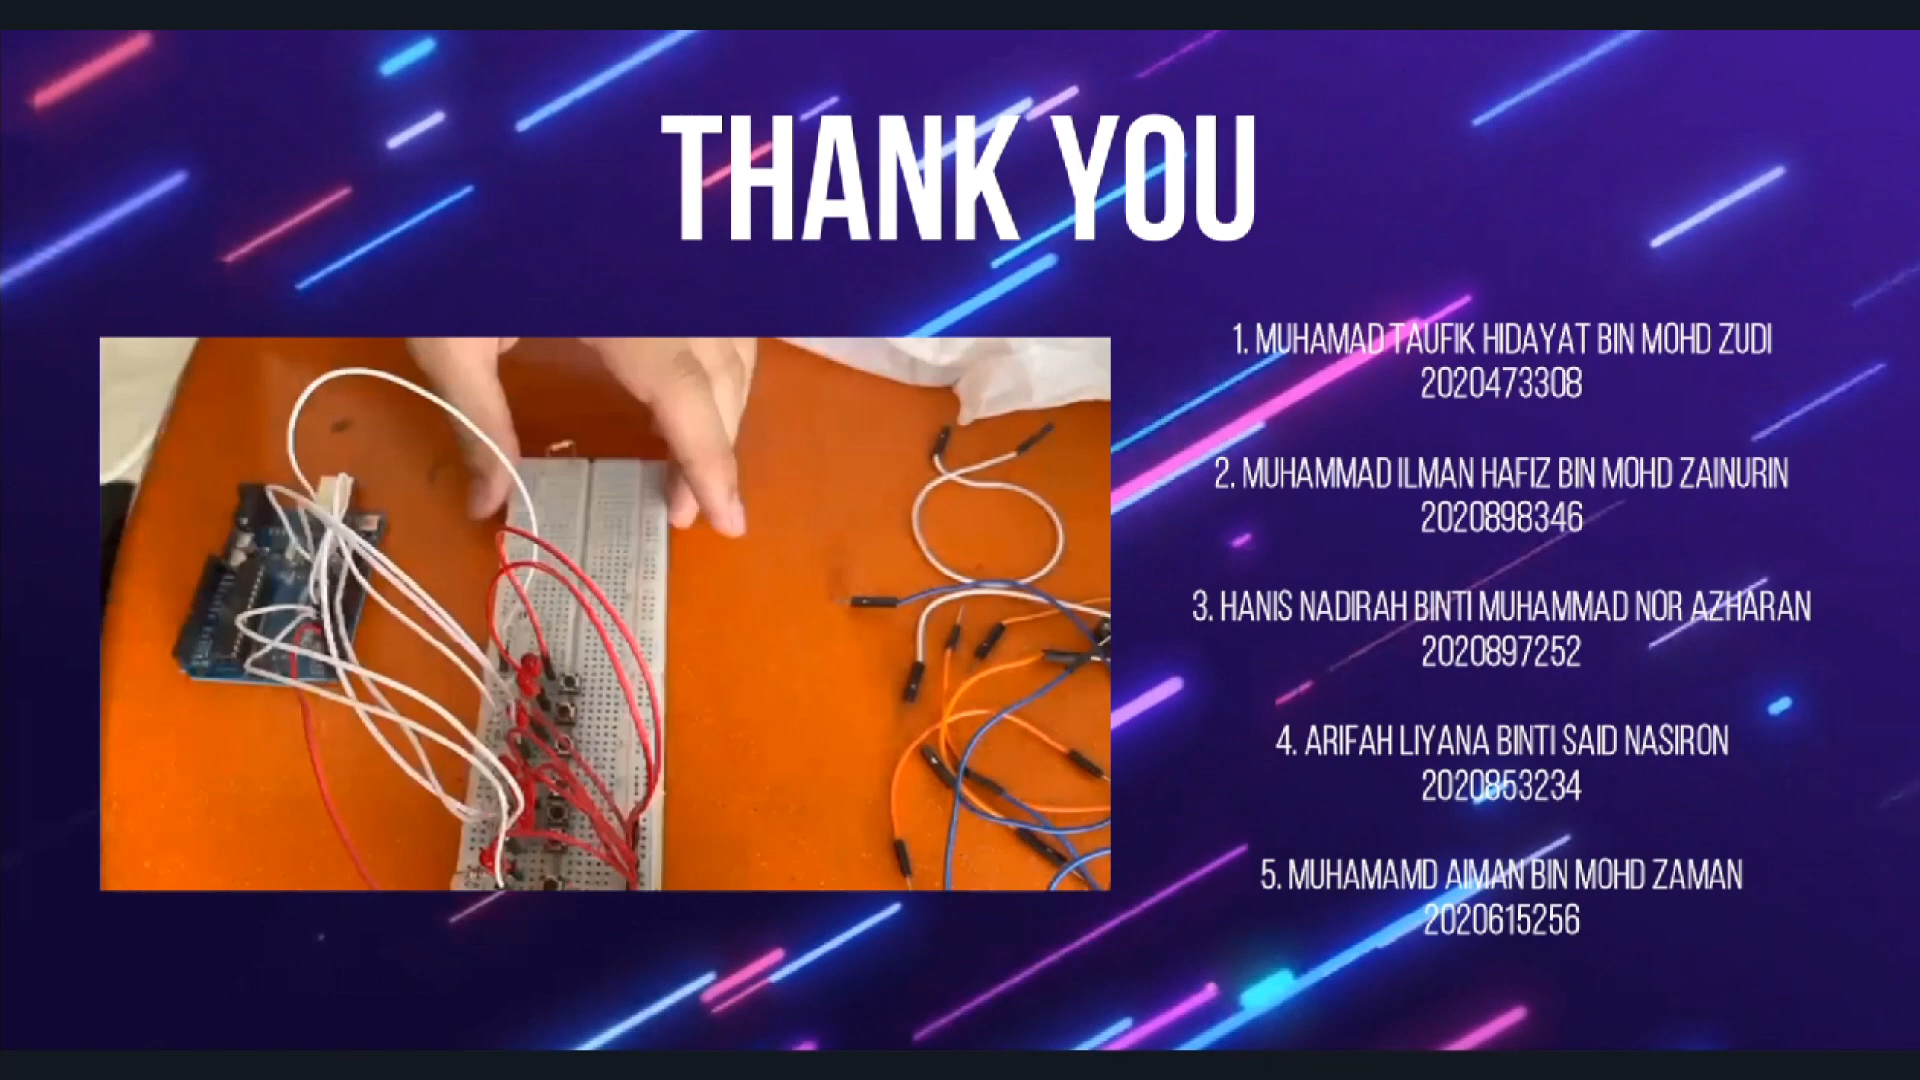 THANK YOU
1. MUHAMAD TAUFIK HIDAYAT BIN MOHD ZUDI
2020473308
2. MUHAMMAD ILMAN HAFIZ BIN MOHD ZAINURIN
2020898346
3. HANIS NADIRAH BINTI MUHAMMAD NOR AZHARAN
2020897252
4. ARIFAH LIYANA BINTI SAID NASIRON
2020853234
5. MUHAMAMD AIMAN BIN MOHD ZAMAN
2020615256